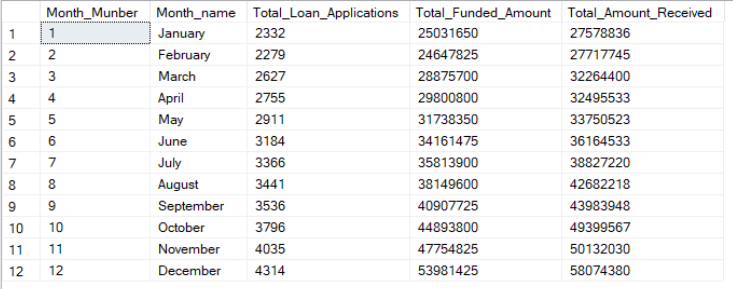 Month_Munber Month_name Total_Loan_Applications Total_Funded_Amount Total_Amount_Received
1 1 January 2332 25031650 27578836
2 2 February 2279 24647825 27717745
3 3 March 2627 28875700 32264400
4 4 April 2755 29800800 32495533
5 5 May 2911 31738350 33750523
6 6 June 3184 34161475 36164533
7 7 July 3366 35813900 38827220
8 8 August 3441 38149600 42682218
9 9 September 3536 40907725 43983948
10 10 October 3796 44893800 49399567
11 11 November 4035 47754825 50132030
12 12 December 4314 53981425 58074380